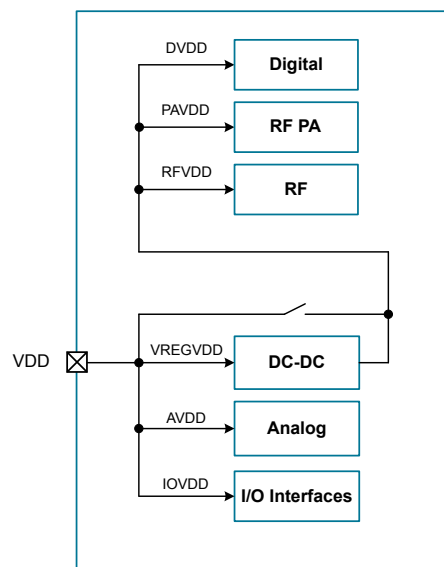 DVDD
Digital
PAVDD
RF PA
RFVDD
RF
VDD
VREGVDD
DC-DC
AVDD
Analog
IOVDD
I/O Interfaces